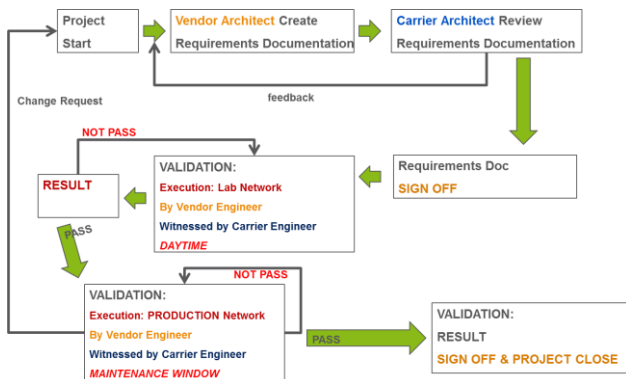 Project
Start
Vendor Architect Create
Requirements Documentation
Carrier Architect Review
Requirements Documentation
Change Request
feedback
NOT PASS
RESULT
VALIDATION:
Execution: Lab Network
By Vendor Engineer
Witnessed by Carrier Engineer
DAYTIME
Requirements Doc
SIGN OFF
PASS
NOT PASS
VALIDATION:
Execution: PRODUCTION Network
By Vendor Engineer
Witnessed by Carrier Engineer
MAINTENANCE WINDOW
PASS
VALIDATION:
RESULT
SIGN OFF & PROJECT CLOSE